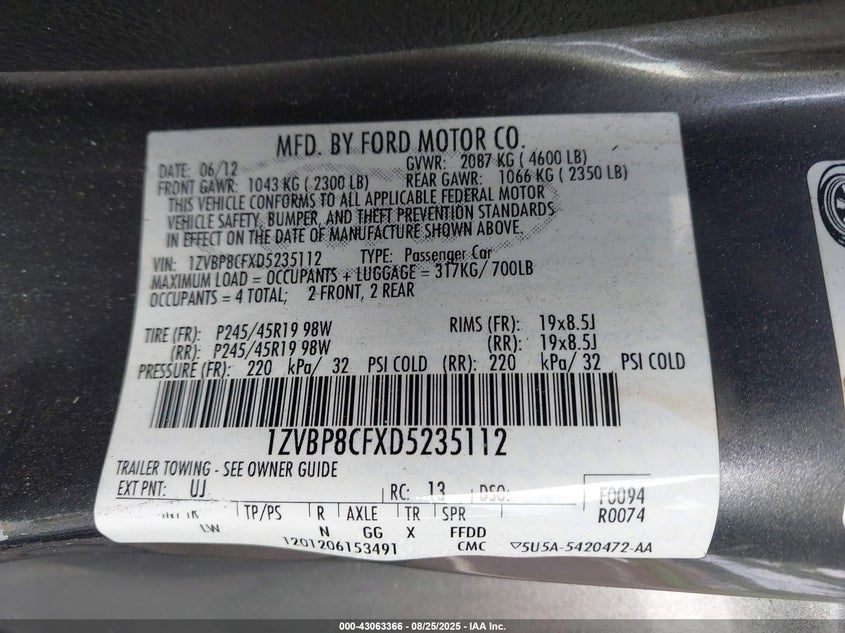 MFD. BY FORD MOTOR CO.
DATE: 06/12 GVWR: 2087 KG ( 4600 LB)
FRONT GAWR: 1043 KG ( 2300 LB) REAR GAWR: 1066 KG ( 2350 LB)
THIS VEHICLE CONFORMS TO ALL APPLICABLE FEDERAL MOTOR
VEHICLE SAFETY, BUMPER, AND THEFT PREVENTION STANDARDS
IN EFFECT ON THE DATE OF MANUFACTURE SHOWN ABOVE.
VIN: 1ZVBP8CFXD5235112 TYPE: Passenger Car
MAXIMUM LOAD = OCCUPANTS + LUGGAGE = 317KG/ 700LB
OCCUPANTS = 4 TOTAL; 2 FRONT, 2 REAR
TIRE (FR): P245/45R19 98W RIMS (FR): 19x8.5J
(RR): P245/45R19 98W (RR): 19x8.5J
PRESSURE (FR): 220 kPa/ 32 PSI COLD (RR): 220 kPa/ 32 PSI COLD
1ZVBP8CFXD5235112
TRAILER TOWING - SEE OWNER GUIDE
EXT PNT: UJ RC: 13 DSO: F0094
TP/PS R AXLE TR SPR R0074
LW N GG X FFDD
1201206153491 CMC ▽5U5A-5420472-AA
000-43063366 - 08/25/2025 - IAA Inc.